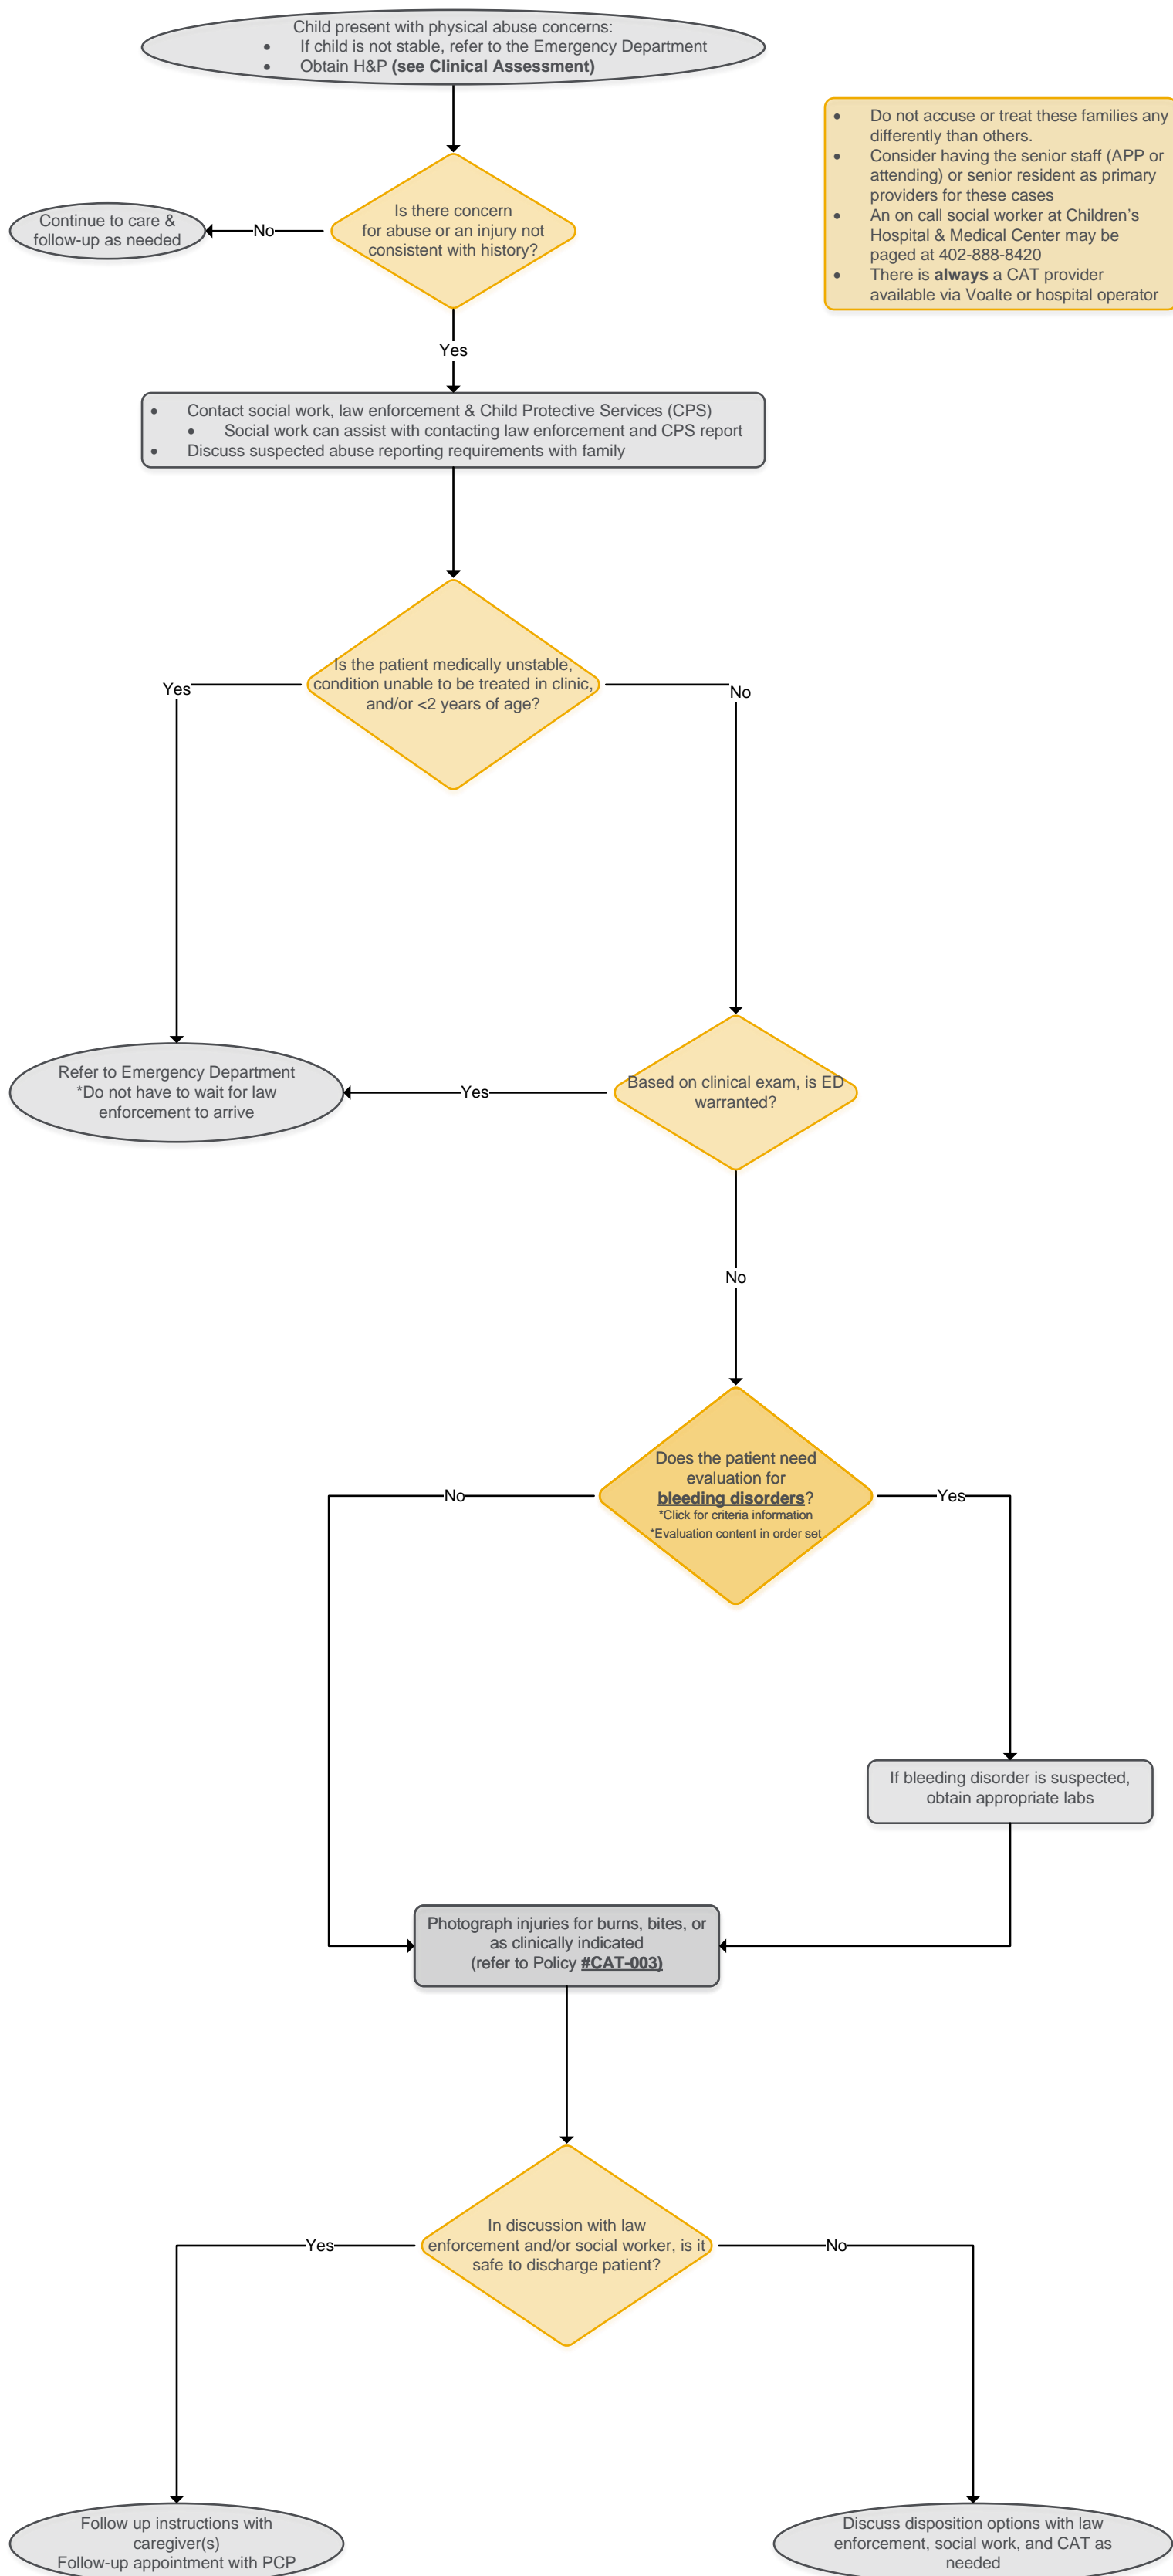 Child present with physical abuse concerns:
• If child is not stable, refer to the Emergency Department
• Obtain H&P (see Clinical Assessment)
• Do not accuse or treat these families any
differently than others.
• Consider having the senior staff (APP or
attending) or senior resident as primary
providers for these cases
• An on call social worker at Children's
Hospital & Medical Center may be
paged at 402-888-8420
• There is always a CAT provider
available via Voalte or hospital operator
Is there concern
for abuse or an injury not
consistent with history?
No
Continue to care &
follow-up as needed
Yes
• Contact social work, law enforcement & Child Protective Services (CPS)
• Social work can assist with contacting law enforcement and CPS report
• Discuss suspected abuse reporting requirements with family
Is the patient medically unstable,
condition unable to be treated in clinic,
and/or <2 years of age?
Yes
No
Refer to Emergency Department
*Do not have to wait for law
enforcement to arrive
Yes
Based on clinical exam, is ED
warranted?
No
Does the patient need
evaluation for
bleeding disorders?
*Click for criteria information
*Evaluation content in order set
No
Yes
If bleeding disorder is suspected,
obtain appropriate labs
Photograph injuries for burns, bites, or
as clinically indicated
(refer to Policy #CAT-003)
In discussion with law
enforcement and/or social worker, is it
safe to discharge patient?
Yes
No
Follow up instructions with
caregiver(s)
Follow-up appointment with PCP
Discuss disposition options with law
enforcement, social work, and CAT as
needed